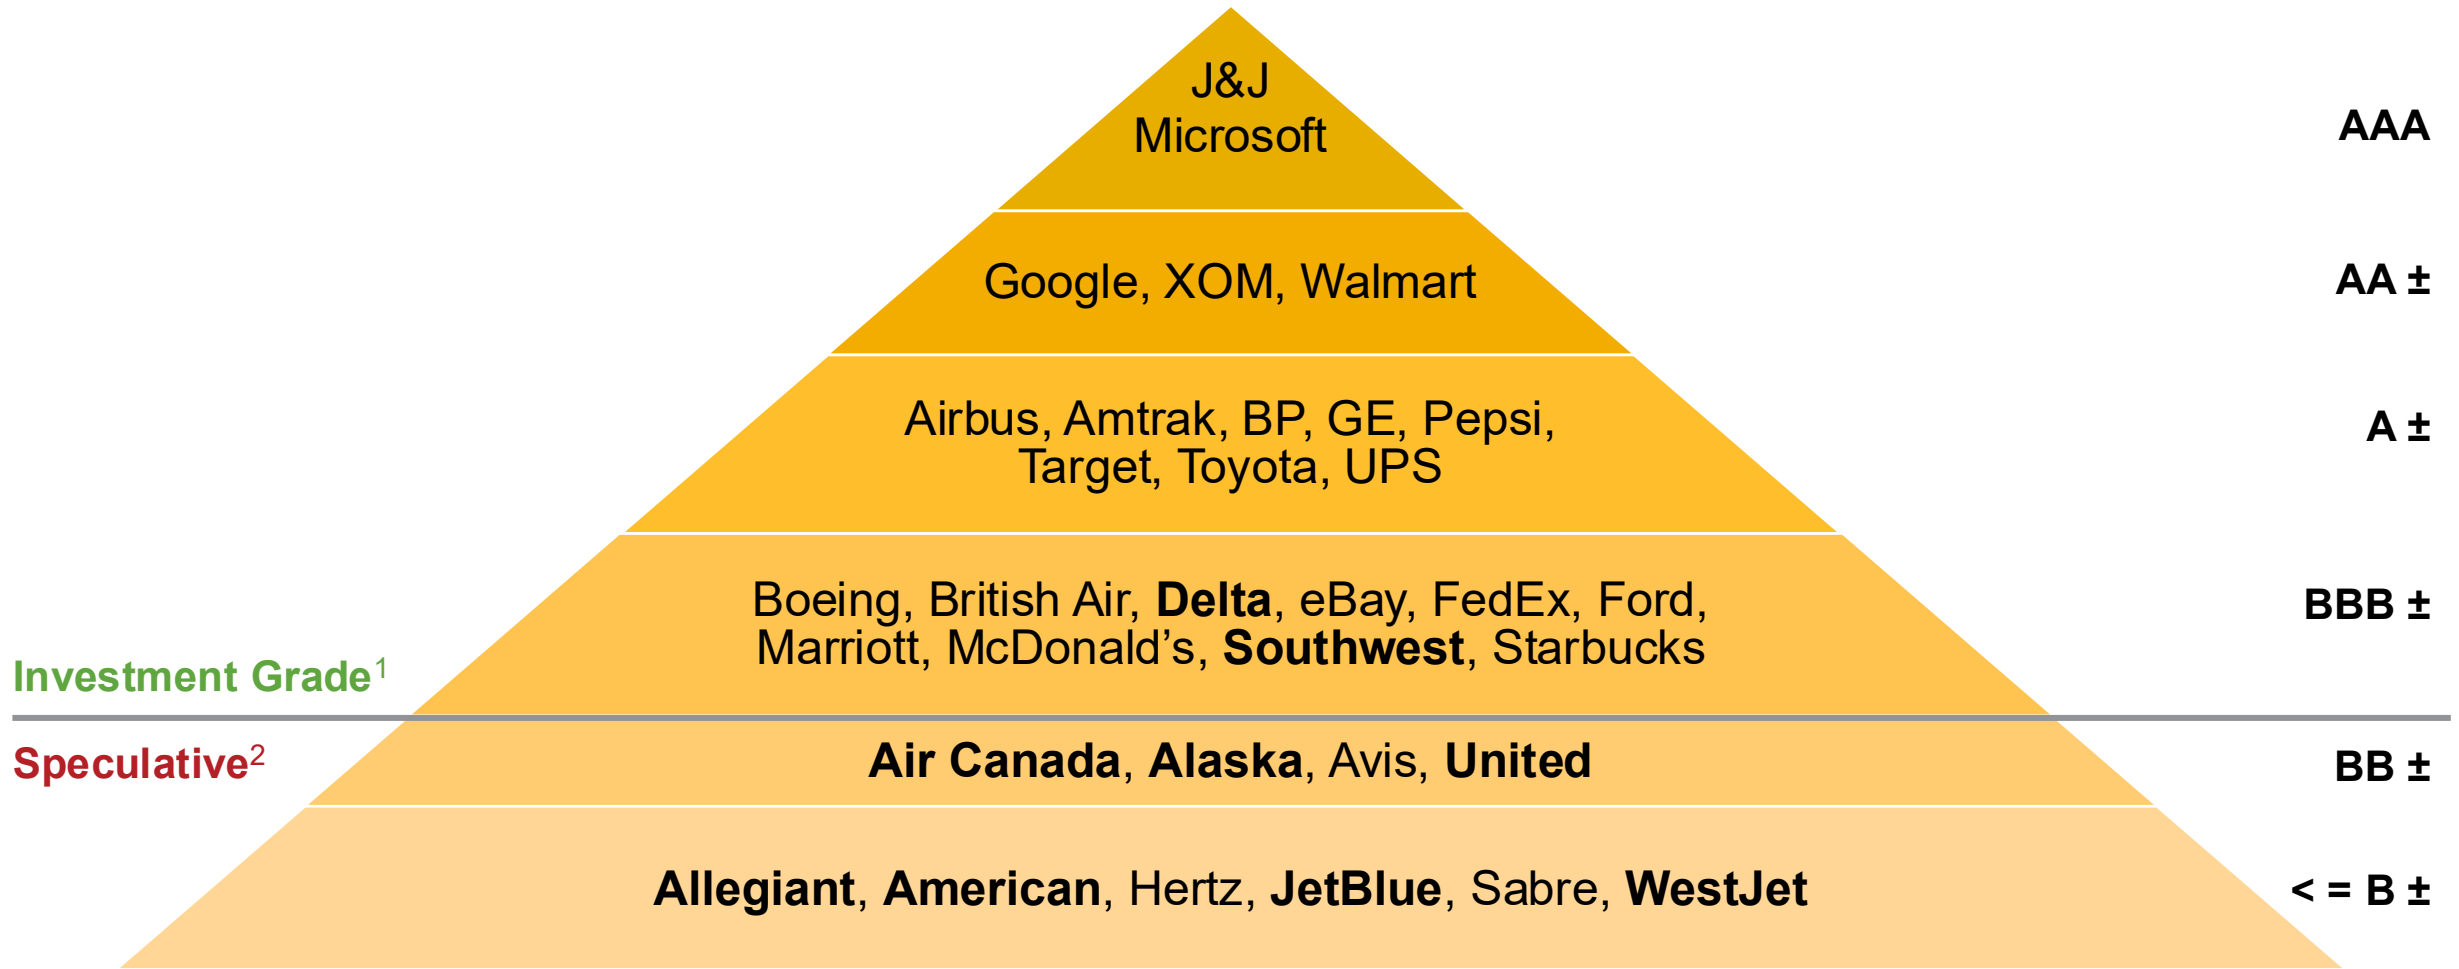 J&J
Microsoft
AAA
Google, XOM, Walmart
AA ±
Airbus, Amtrak, BP, GE, Pepsi,
Target, Toyota, UPS
A ±
Boeing, British Air, Delta, eBay, FedEx, Ford,
Marriott, McDonald’s, Southwest, Starbucks
BBB ±
Investment Grade¹
Speculative²
Air Canada, Alaska, Avis, United
BB ±
Allegiant, American, Hertz, JetBlue, Sabre, WestJet
< = B ±